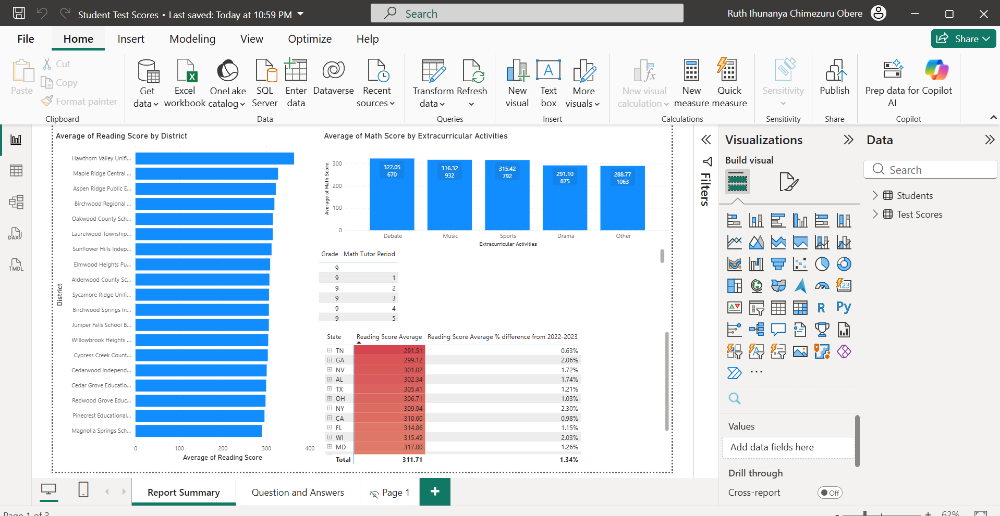 Student Test Scores • Last saved: Today at 10:59 PM
Search
Ruth Ihunanya Chimezuru Obere
File
Home
Insert
Modeling
View
Optimize
Help
Share
Paste
Cut
Copy
Format painter
Clipboard
Get data
Excel workbook
OneLake catalog
SQL Server
Enter data
Dataverse
Recent sources
Data
Transform data
Refresh
Queries
New visual
Text box
More visuals
Insert
New visual calculation
New measure
Quick measure
Calculations
Sensitivity
Sensitivity
Publish
Share
Prep data for AI
Copilot
Copilot
DAX
TMDL
Average of Reading Score by District
District
Hawthorn Valley Unifi...
Maple Ridge Central ...
Aspen Ridge Public E...
Birchwood Regional ...
Oakwood County Sch...
Laurelwood Township...
Sunflower Hills Indep...
Elmwood Heights Pu...
Alderwood County Sc...
Sycamore Ridge Unifi...
Birchwood Springs In...
Juniper Falls School B...
Willowbrook Heights ...
Cypress Creek Count...
Cedarwood Independ...
Cedar Grove Educatio...
Redwood Grove Educ...
Pinecrest Educational...
Magnolia Springs Sch...
0 100 200 300 400
Average of Reading Score
Average of Math Score by Extracurricular Activities
Average of Math Score
300
200
100
0
322.05
670
316.32
932
315.42
792
291.10
875
288.77
1063
Debate Music Sports Drama Other
Extracurricular Activities
Grade Math Tutor Period
9
9 1
9 2
9 3
9 4
9 5
State Reading Score Average Reading Score Average % difference from 2022-2023
TN 291.51 0.63%
GA 299.12 2.06%
NV 301.02 1.72%
AL 302.34 1.74%
TX 305.41 1.21%
OH 306.71 1.03%
NY 309.94 2.30%
CA 310.60 0.98%
FL 314.86 1.15%
WI 315.49 2.03%
MD 317.00 1.26%
Total 311.71 1.34%
Filters
Visualizations
Build visual
123
R
Py
...
Values
Add data fields here
Drill through
Cross-report
Off
Data
Search
Students
Test Scores
Report Summary
Question and Answers
Page 1
Page 1 of 3
62%